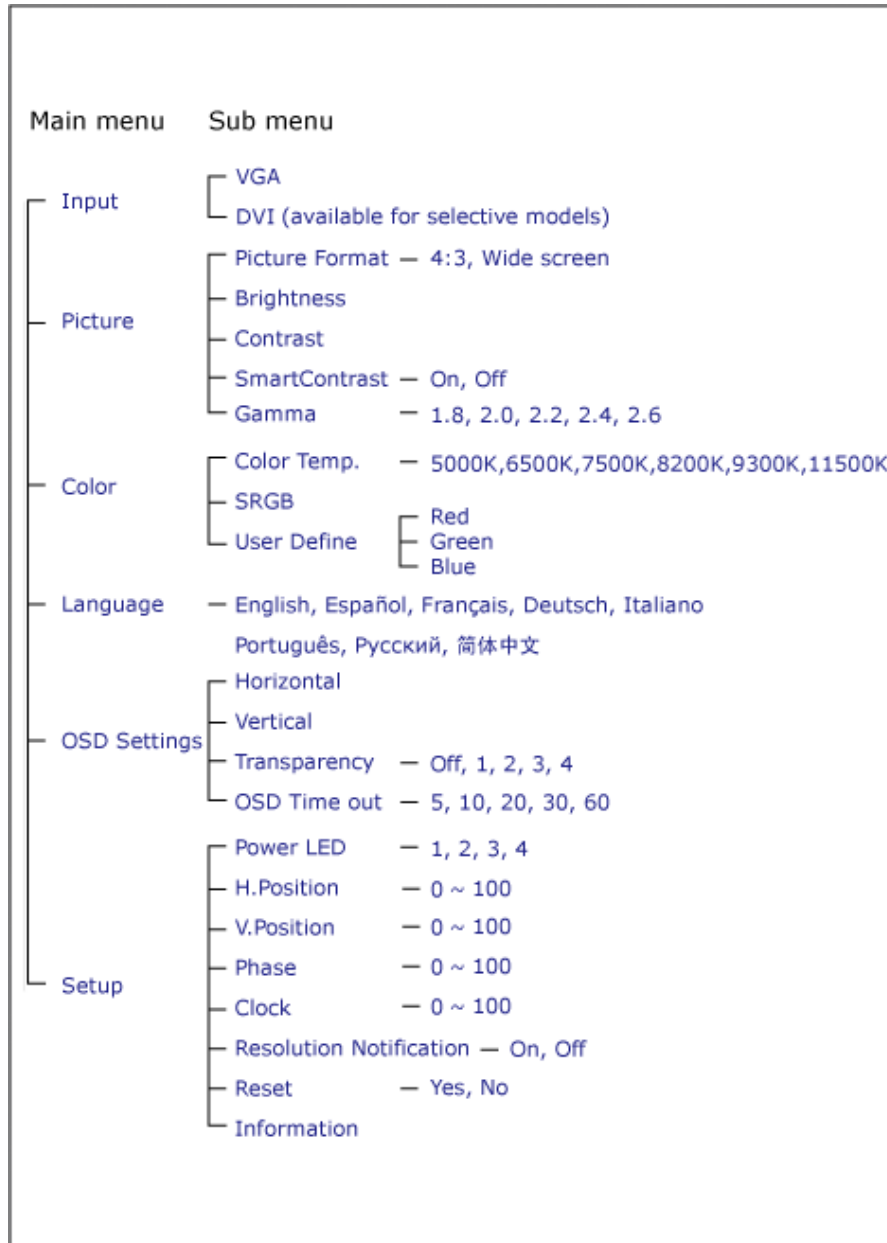 Main menu Sub menu
VGA
Input
DVI (available for selective models)
Picture Format — 4:3, Wide screen
Brightness
Picture
Contrast
SmartContrast — On, Off
Gamma — 1.8, 2.0, 2.2, 2.4, 2.6
Color Temp. — 5000K,6500K,7500K,8200K,9300K,11500K
Color
SRGB
Red
User Define Green
Blue
Language — English, Español, Français, Deutsch, Italiano
Português, Русский, 简体中文
Horizontal
Vertical
OSD Settings
Transparency — Off, 1, 2, 3, 4
OSD Time out — 5, 10, 20, 30, 60
Power LED — 1, 2, 3, 4
H.Position — 0 ~ 100
V.Position — 0 ~ 100
Phase — 0 ~ 100
Setup
Clock — 0 ~ 100
Resolution Notification — On, Off
Reset — Yes, No
Information